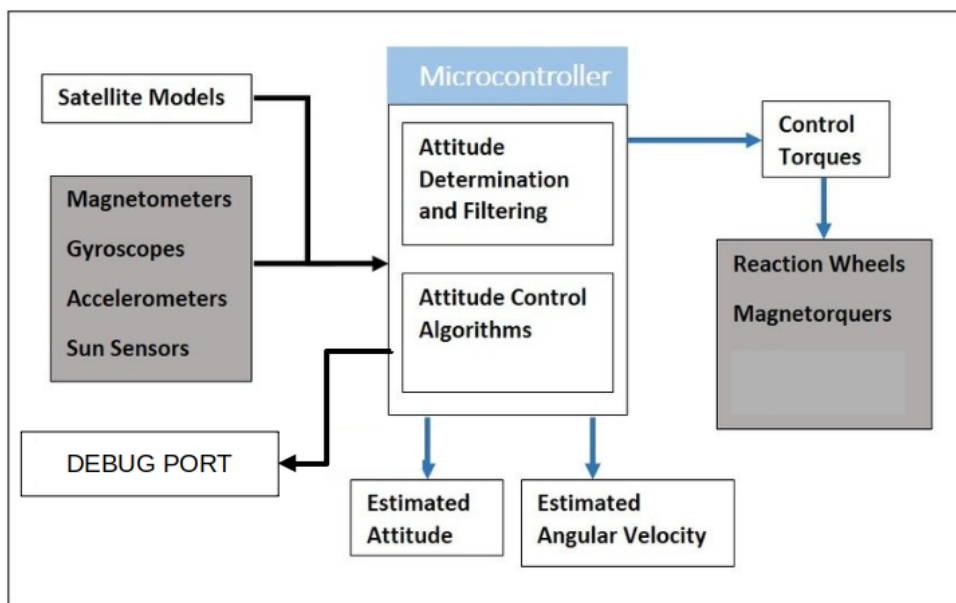 Microcontroller
Satellite Models
Magnetometers
Gyroscopes
Accelerometers
Sun Sensors
Attitude
Determination
and Filtering
Attitude Control
Algorithms
Control
Torques
Reaction Wheels
Magnetorquers
DEBUG PORT
Estimated
Attitude
Estimated
Angular Velocity